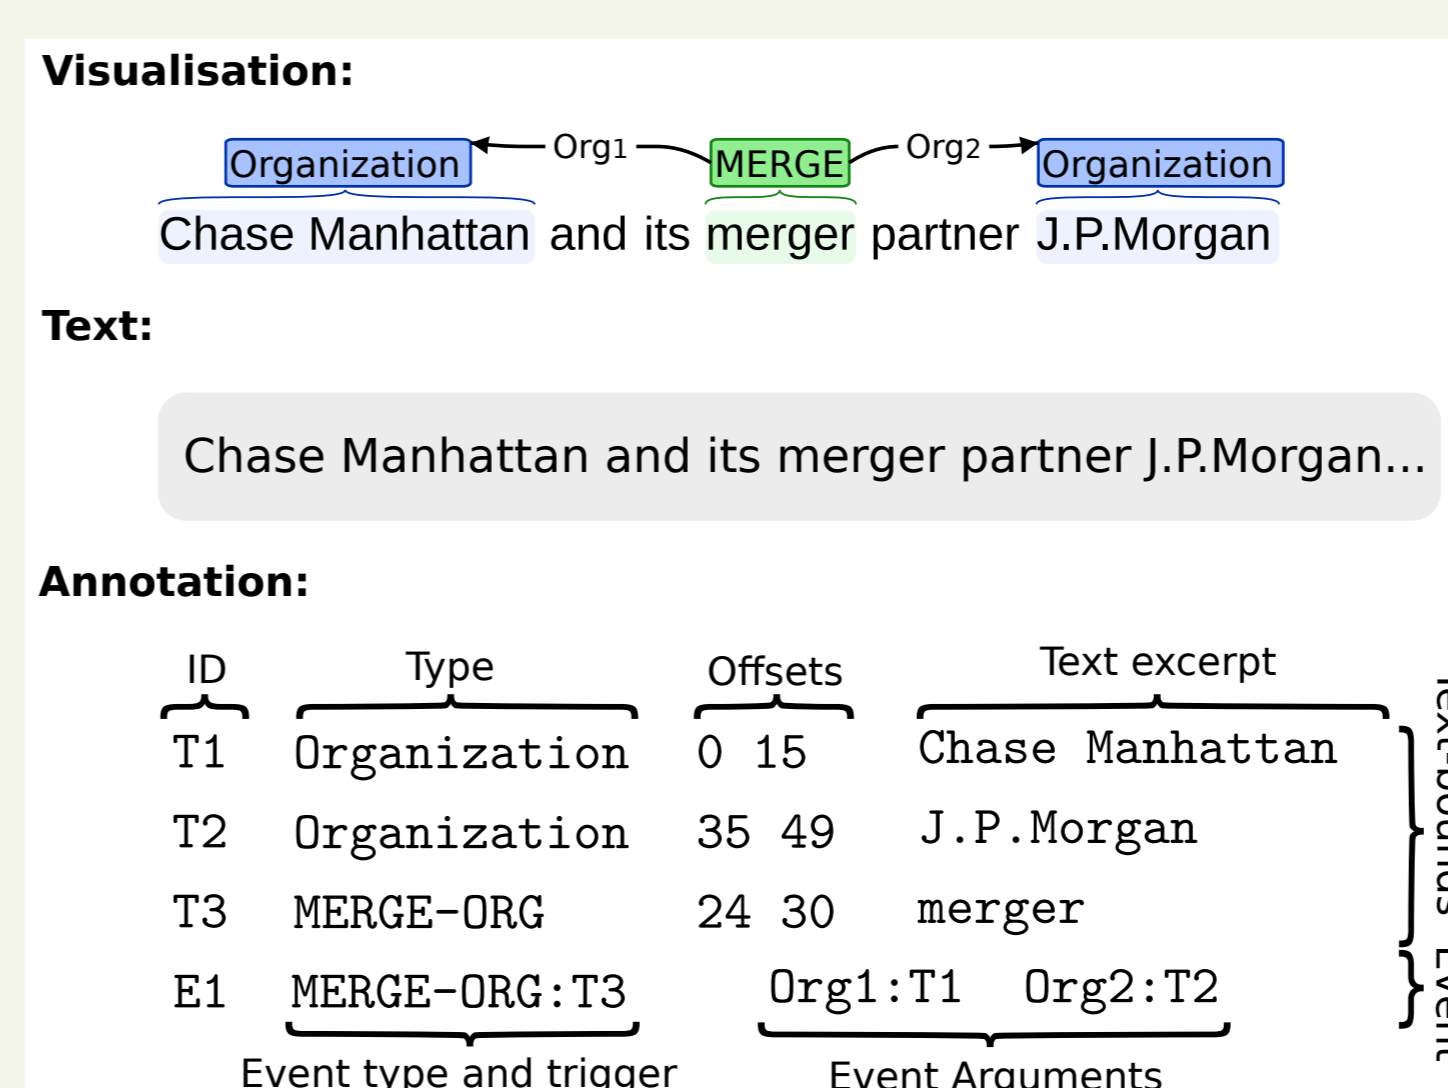 Visualisation:
Organization Org1 MERGE Org2 Organization
Chase Manhattan and its merger partner J.P.Morgan
Text:
Chase Manhattan and its merger partner J.P.Morgan...
Annotation:
ID Type Offsets Text excerpt
T1 Organization 0 15 Chase Manhattan
T2 Organization 35 49 J.P.Morgan
T3 MERGE-ORG 24 30 merger
E1 MERGE-ORG:T3 Org1:T1 Org2:T2
Event type and trigger Event Arguments
Text-bounds
Event